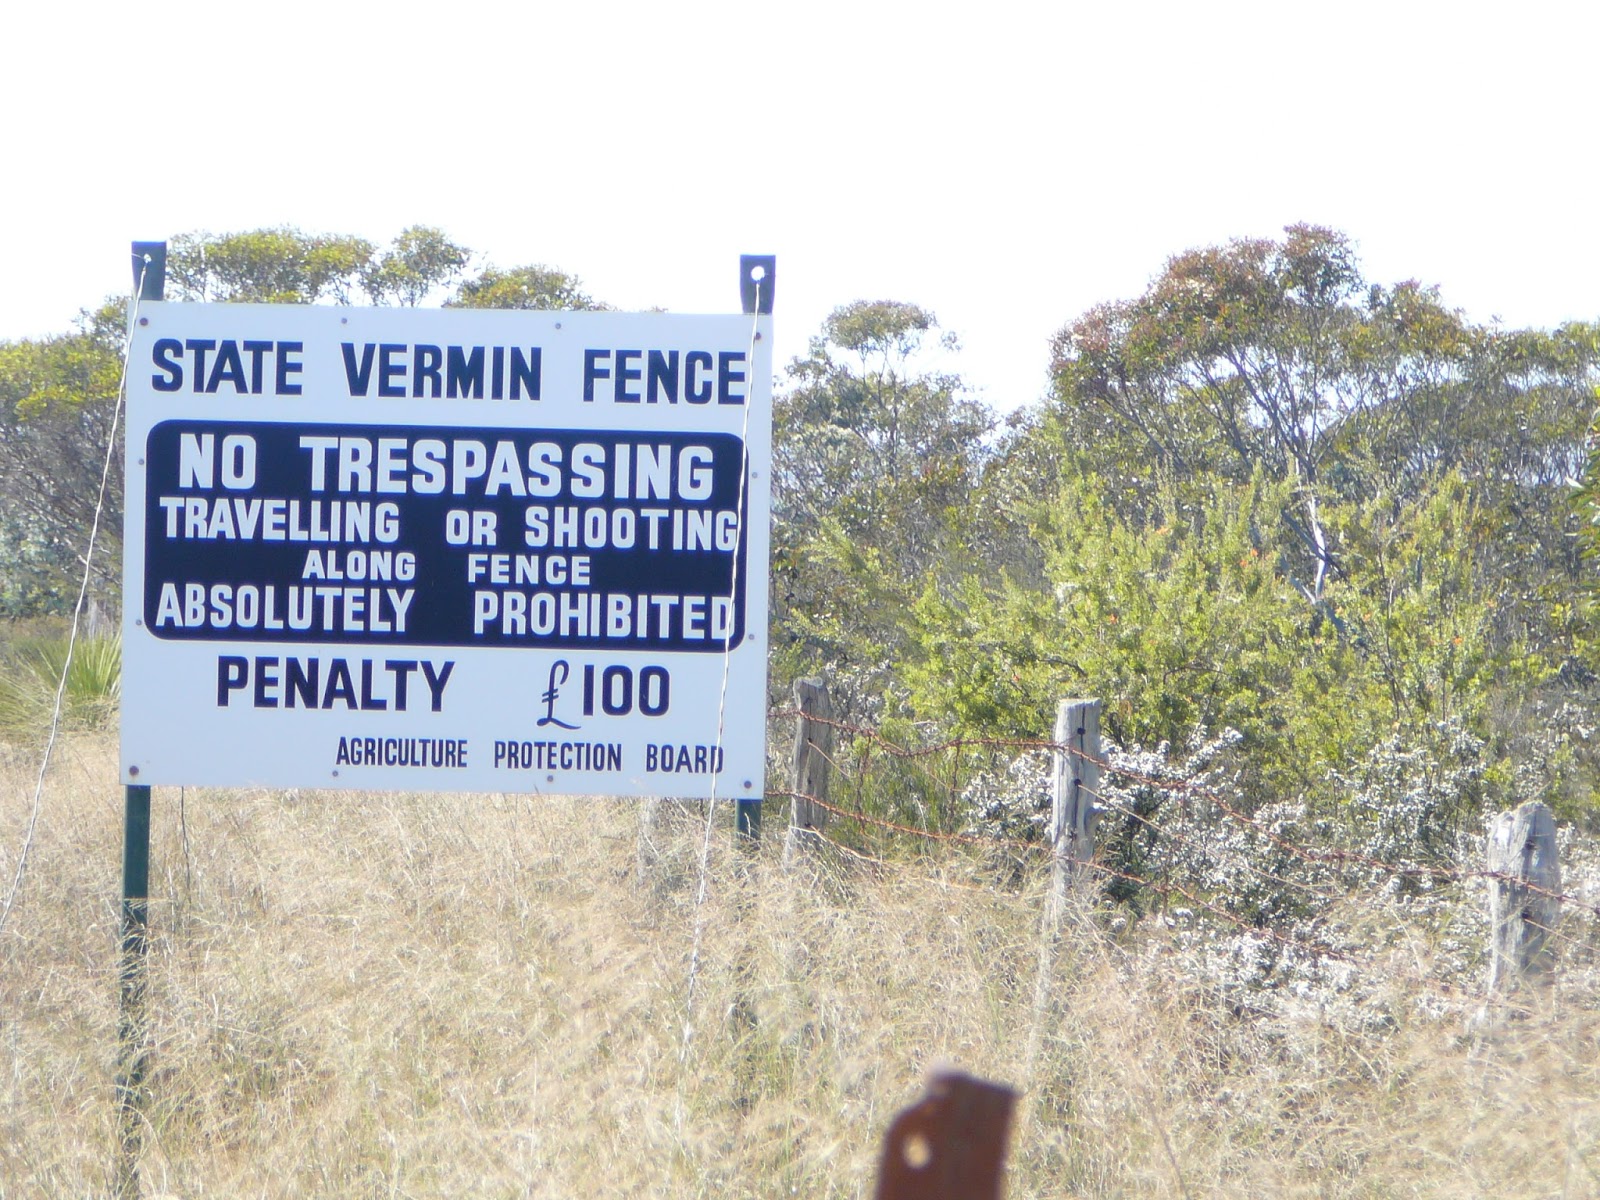 STATE VERMIN FENCE
NO TRESPASSING
TRAVELLING OR SHOOTING
ALONG FENCE
ABSOLUTELY PROHIBITED
PENALTY £100
AGRICULTURE PROTECTION BOARD